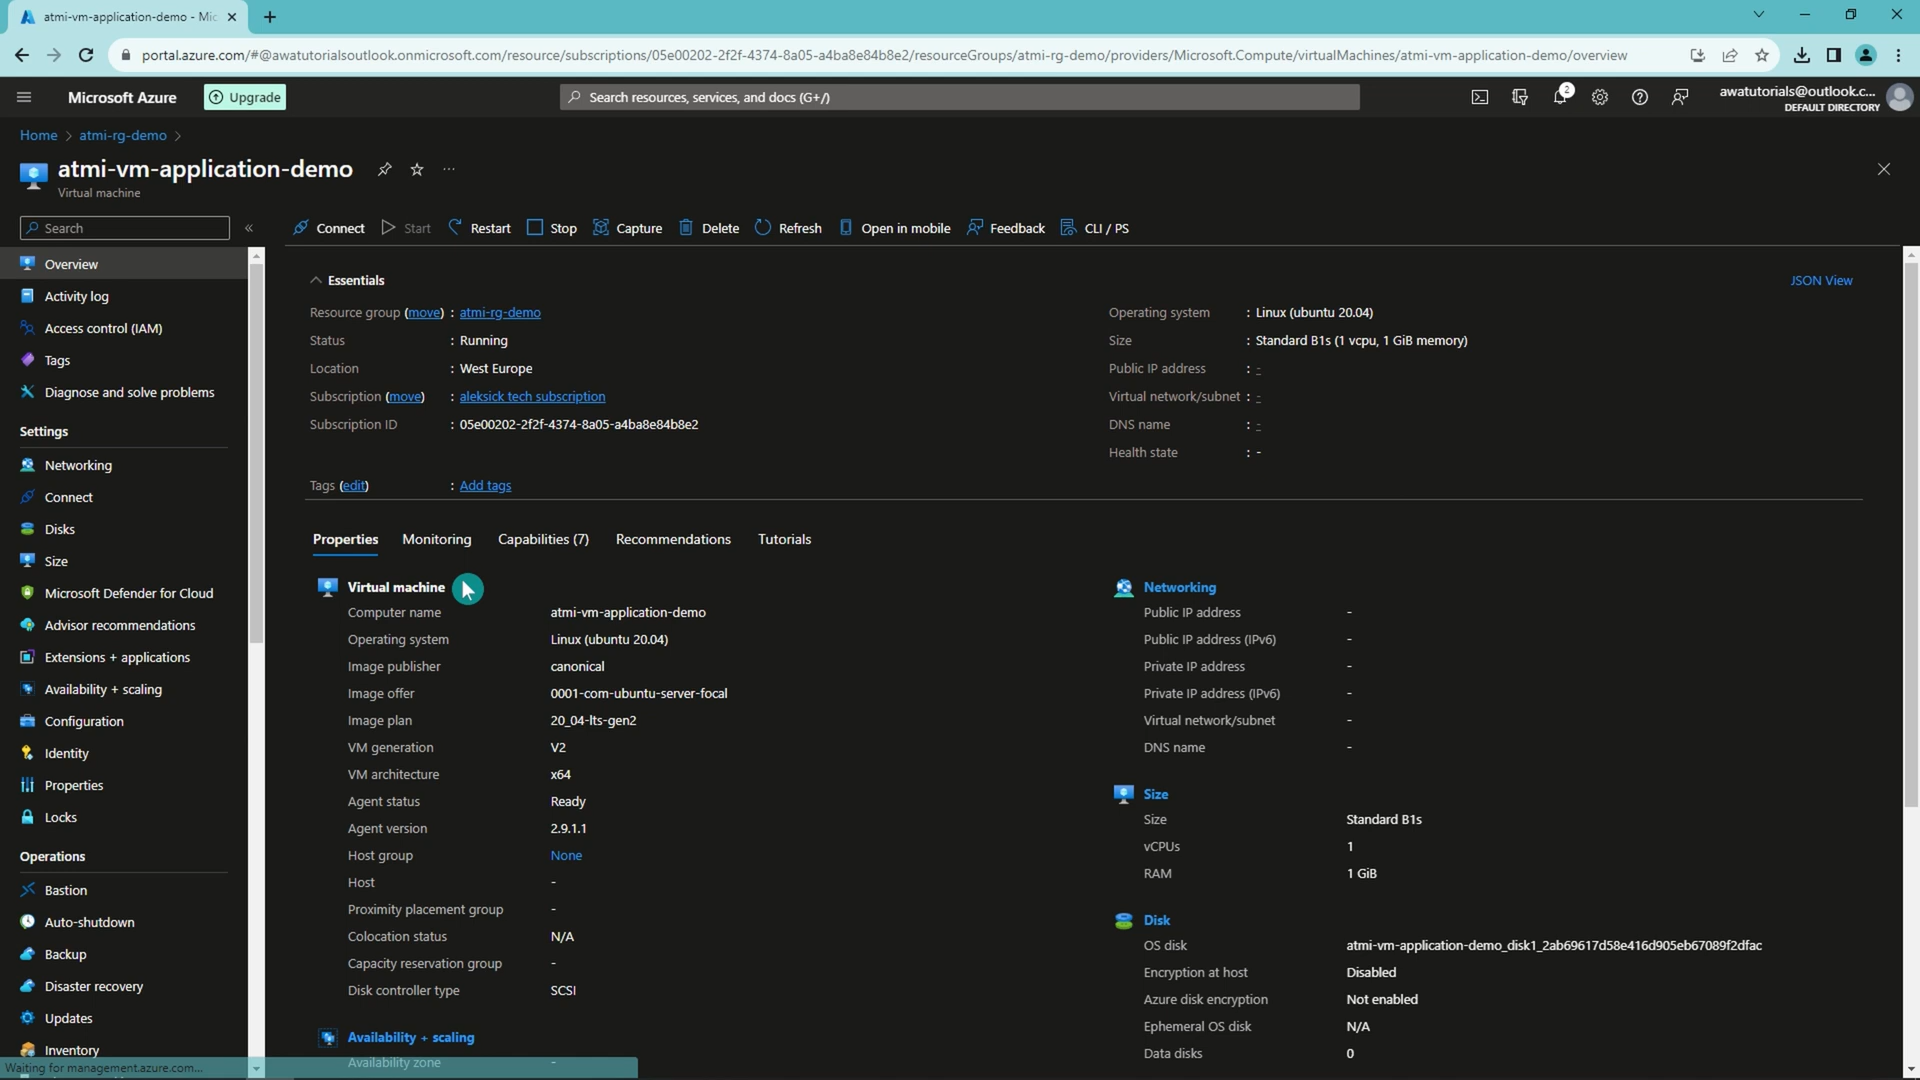 atmi-vm-application-demo - Mic
portal.azure.com/#@awatutorialsoutlook.onmicrosoft.com/resource/subscriptions/05e00202-2f2f-4374-8a05-a4ba8e84b8e2/resourceGroups/atmi-rg-demo/providers/Microsoft.Compute/virtualMachines/atmi-vm-application-demo/overview
Microsoft Azure
Upgrade
Search resources, services, and docs (G+/)
2
awatutorials@outlook.c...
DEFAULT DIRECTORY
Home > atmi-rg-demo >
atmi-vm-application-demo
Virtual machine
Search
Connect
Start
Restart
Stop
Capture
Delete
Refresh
Open in mobile
Feedback
CLI / PS
Overview
Activity log
Access control (IAM)
Tags
Diagnose and solve problems
Settings
Networking
Connect
Disks
Size
Microsoft Defender for Cloud
Advisor recommendations
Extensions + applications
Availability + scaling
Configuration
Identity
Properties
Locks
Operations
Bastion
Auto-shutdown
Backup
Disaster recovery
Updates
Inventory
Waiting for management.azure.com...
Essentials
JSON View
Resource group (move) : atmi-rg-demo
Status : Running
Location : West Europe
Subscription (move) : aleksick tech subscription
Subscription ID : 05e00202-2f2f-4374-8a05-a4ba8e84b8e2
Operating system : Linux (ubuntu 20.04)
Size : Standard B1s (1 vcpu, 1 GiB memory)
Public IP address : -
Virtual network/subnet : -
DNS name : -
Health state : -
Tags (edit) : Add tags
Properties
Monitoring
Capabilities (7)
Recommendations
Tutorials
Virtual machine
Computer name atmi-vm-application-demo
Operating system Linux (ubuntu 20.04)
Image publisher canonical
Image offer 0001-com-ubuntu-server-focal
Image plan 20_04-lts-gen2
VM generation V2
VM architecture x64
Agent status Ready
Agent version 2.9.1.1
Host group None
Host -
Proximity placement group -
Colocation status N/A
Capacity reservation group -
Disk controller type SCSI
Availability + scaling
Availability zone -
Networking
Public IP address -
Public IP address (IPv6) -
Private IP address -
Private IP address (IPv6) -
Virtual network/subnet -
DNS name -
Size
Size Standard B1s
vCPUs 1
RAM 1 GiB
Disk
OS disk atmi-vm-application-demo_disk1_2ab69617d58e416d905eb67089f2dfac
Encryption at host Disabled
Azure disk encryption Not enabled
Ephemeral OS disk N/A
Data disks 0